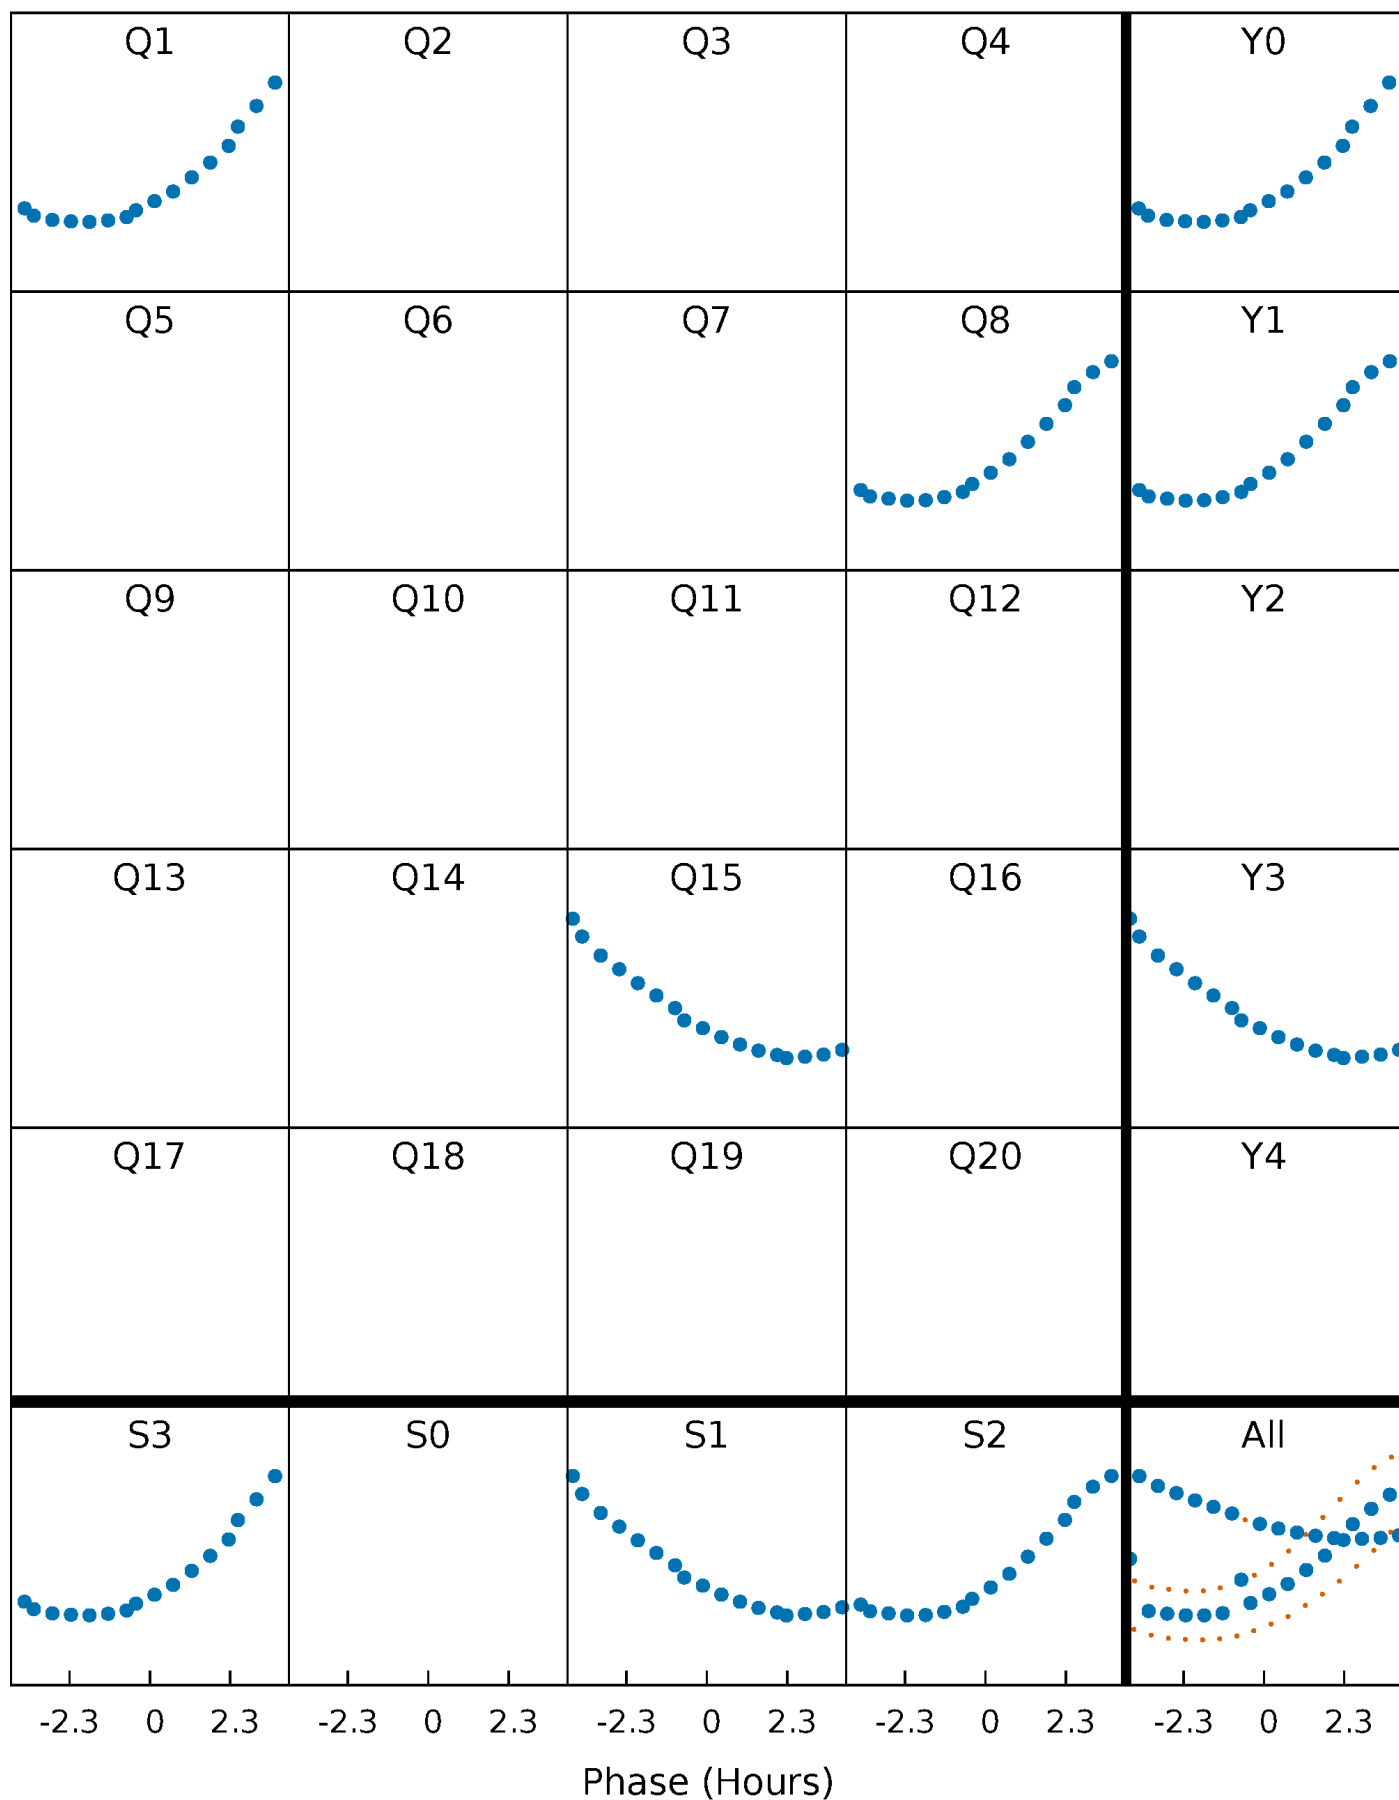 Q1 Q2 Q3 Q4 Y0
Q5 Q6 Q7 Q8 Y1
Q9 Q10 Q11 Q12 Y2
Q13 Q14 Q15 Q16 Y3
Q17 Q18 Q19 Q20 Y4
S3 S0 S1 S2 All
-2.3 0 2.3 -2.3 0 2.3 -2.3 0 2.3 -2.3 0 2.3 -2.3 0 2.3
Phase (Hours)